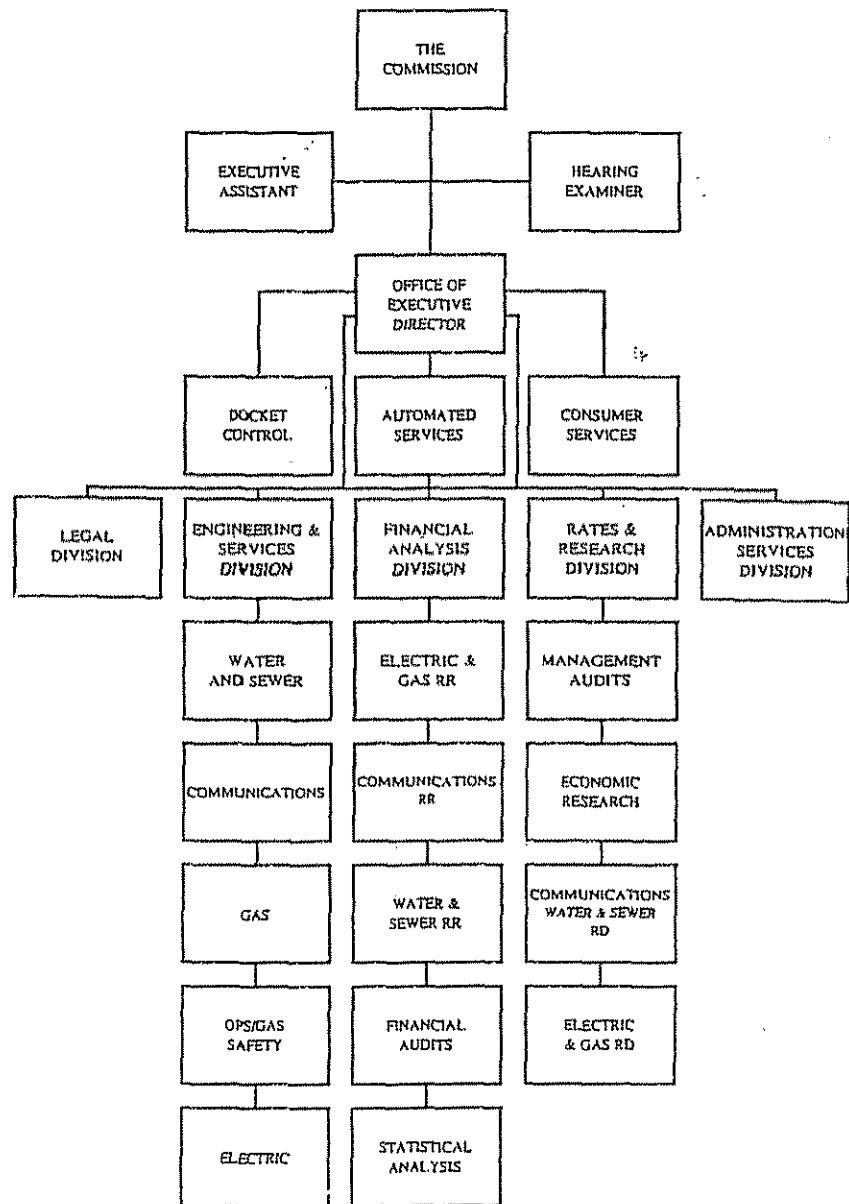 THE
COMMISSION
EXECUTIVE
ASSISTANT
HEARING
EXAMINER
OFFICE OF
EXECUTIVE
DIRECTOR
DOCKET
CONTROL
AUTOMATED
SERVICES
CONSUMER
SERVICES
LEGAL
DIVISION
ENGINEERING &
SERVICES
DIVISION
FINANCIAL
ANALYSIS
DIVISION
RATES &
RESEARCH
DIVISION
ADMINISTRATION
SERVICES
DIVISION
WATER
AND SEWER
ELECTRIC &
GAS RR
MANAGEMENT
AUDITS
COMMUNICATIONS
COMMUNICATIONS
RR
ECONOMIC
RESEARCH
GAS
WATER &
SEWER RR
COMMUNICATIONS
WATER & SEWER
RD
OPS/GAS
SAFETY
FINANCIAL
AUDITS
ELECTRIC
& GAS RD
ELECTRIC
STATISTICAL
ANALYSIS